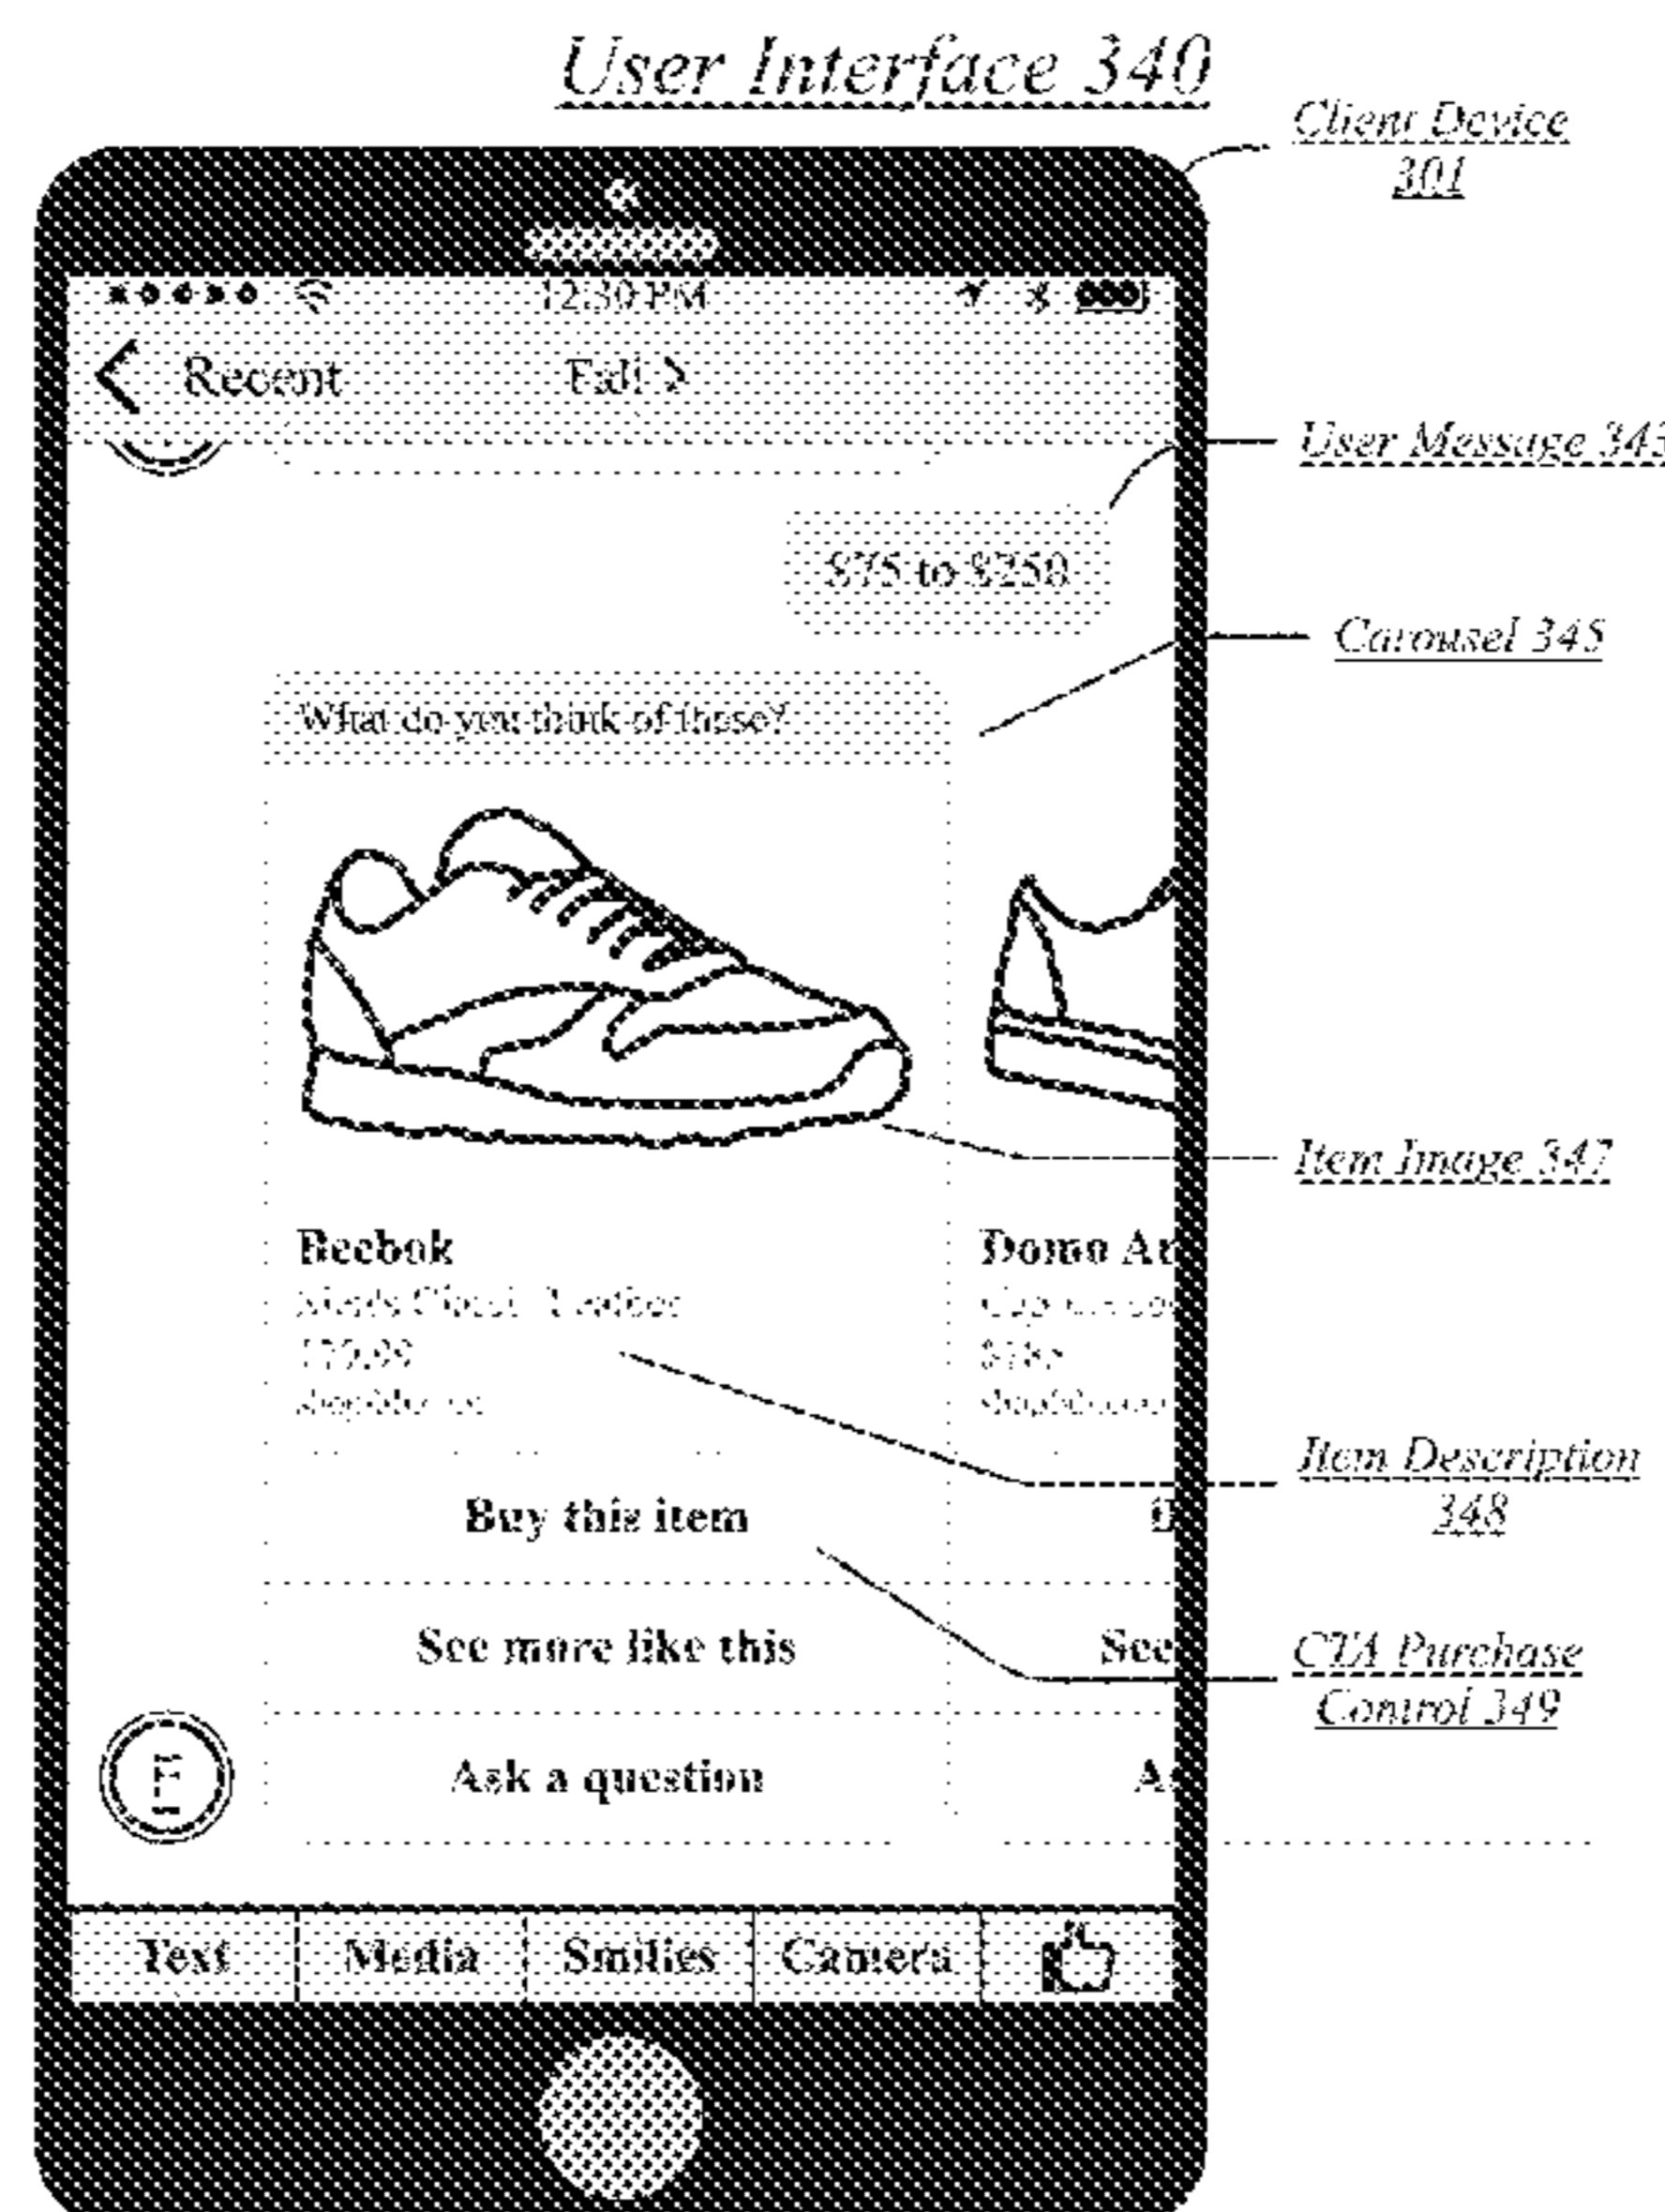 User Interface 340
Client Device
301
12:30 PM
Recent
Fall >
User Message 343
$75 to $250
Carousel 345
What do you think of these?
Item Image 347
Reebok
Domo
Leather
Item Description
348
Buy this item
See more like this
See
CTA Purchase
Control 349
Ask a question
F
Text
Media
Smilies
Camera